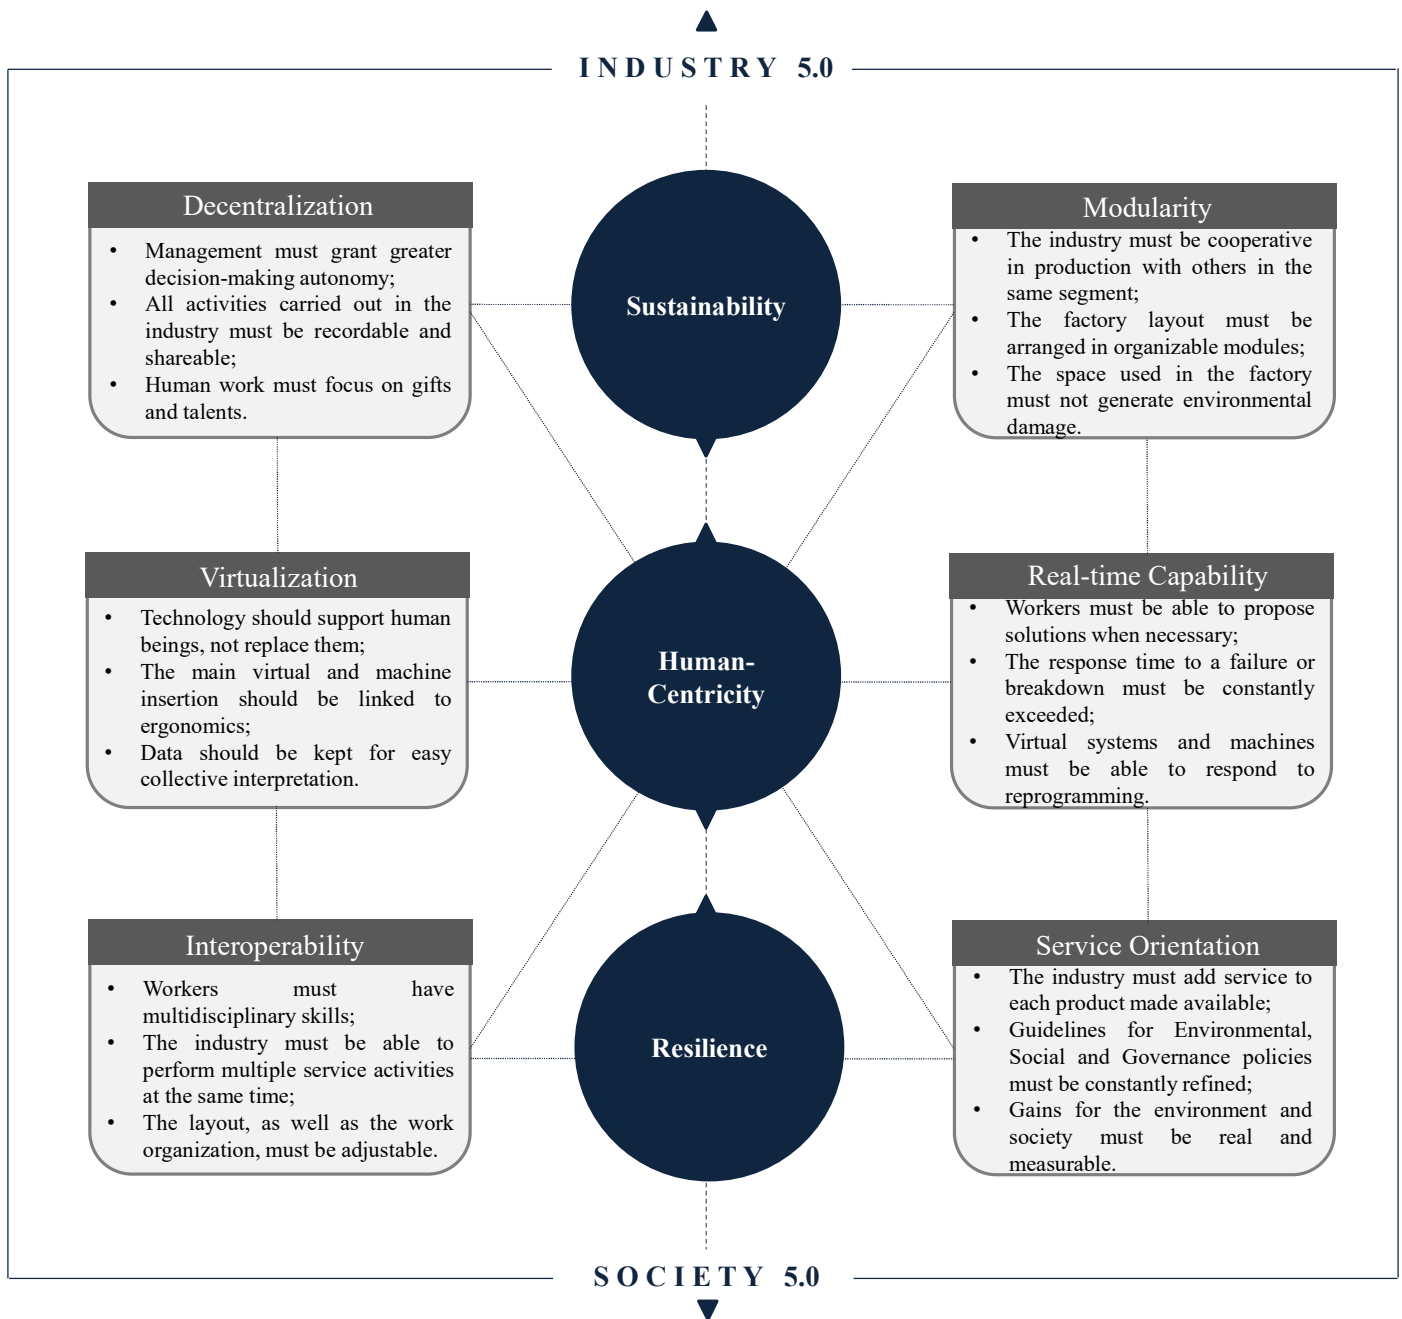 INDUSTRY 5.0
Decentralization
• Management must grant greater
decision-making autonomy;
• All activities carried out in the
industry must be recordable and
shareable;
• Human work must focus on gifts
and talents.
Sustainability
Modularity
• The industry must be cooperative
in production with others in the
same segment;
• The factory layout must be
arranged in organizable modules;
• The space used in the factory
must not generate environmental
damage.
Virtualization
• Technology should support human
beings, not replace them;
• The main virtual and machine
insertion should be linked to
ergonomics;
• Data should be kept for easy
collective interpretation.
Human-
Centricity
Real-time Capability
• Workers must be able to propose
solutions when necessary;
• The response time to a failure or
breakdown must be constantly
exceeded;
• Virtual systems and machines
must be able to respond to
reprogramming.
Interoperability
• Workers must have
multidisciplinary skills;
• The industry must be able to
perform multiple service activities
at the same time;
• The layout, as well as the work
organization, must be adjustable.
Resilience
Service Orientation
• The industry must add service to
each product made available;
• Guidelines for Environmental,
Social and Governance policies
must be constantly refined;
• Gains for the environment and
society must be real and
measurable.
SOCIETY 5.0